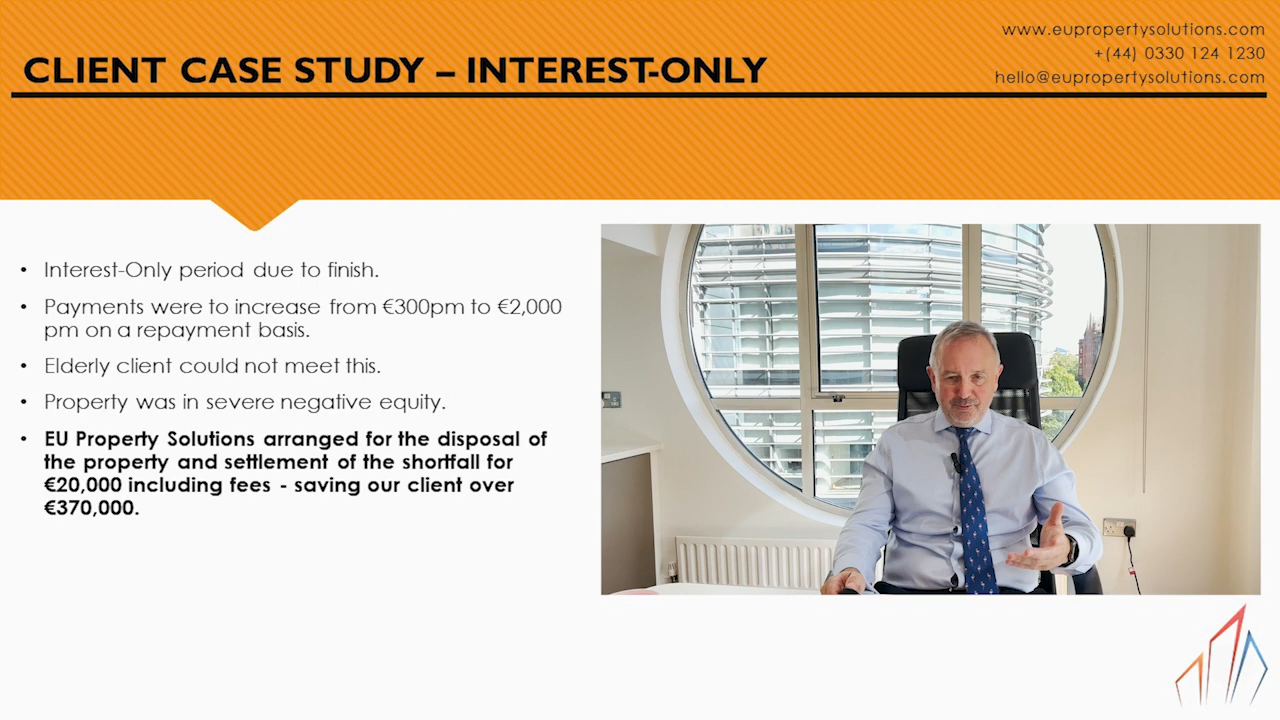 www.eupropertysolutions.com
+(44) 0330 124 1230
hello@eupropertysolutions.com
CLIENT CASE STUDY – INTEREST-ONLY
• Interest-Only period due to finish.
• Payments were to increase from €300pm to €2,000
pm on a repayment basis.
• Elderly client could not meet this.
• Property was in severe negative equity.
• EU Property Solutions arranged for the disposal of
the property and settlement of the shortfall for
€20,000 including fees - saving our client over
€370,000.